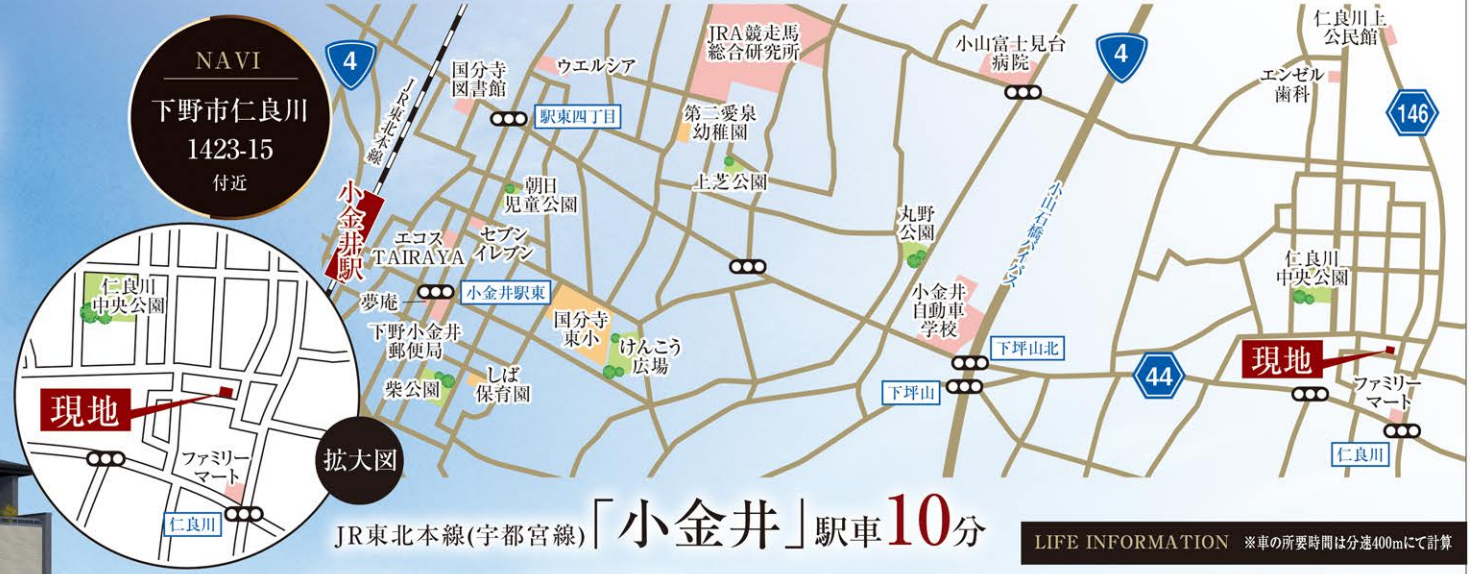 NAVI
下野市仁良川
1423-15
付近
4
JR東北本線
小金井駅
国分寺
図書館
ウエルシア
駅東四丁目
JRA競走馬
総合研究所
第二愛泉
幼稚園
上芝公園
朝日
児童公園
エコス
TAIRAYA
セブン
イレブン
夢庵
小金井駅東
下野小金井
郵便局
国分寺
東小
けんこう
広場
柴公園
しば
保育園
小山富士見台
病院
4
小山石橋バイパス
丸野
公園
小金井
自動車
学校
下坪山北
下坪山
44
仁良川上
公民館
エンゼル
歯科
146
仁良川
中央公園
現地
ファミリー
マート
仁良川
仁良川
中央公園
現地
ファミリー
マート
仁良川
拡大図
JR東北本線(宇都宮線)「小金井」駅車10分
LIFE INFORMATION ※車の所要時間は分速400mにて計算